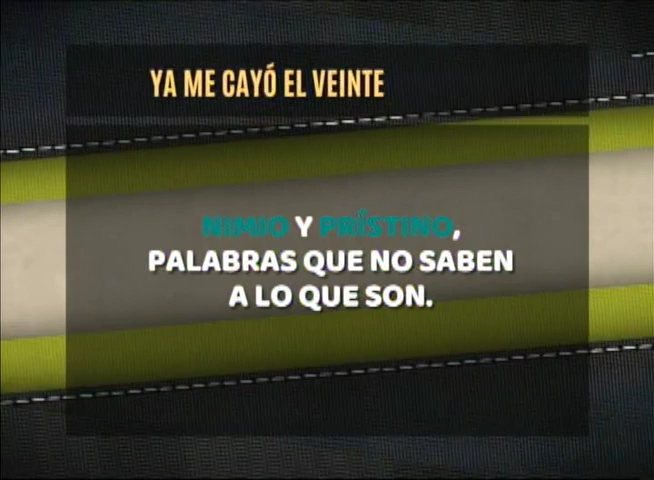 YA ME CAYÓ EL VEINTE
NIMIO Y PRÍSTINO,
PALABRAS QUE NO SABEN
A LO QUE SON.